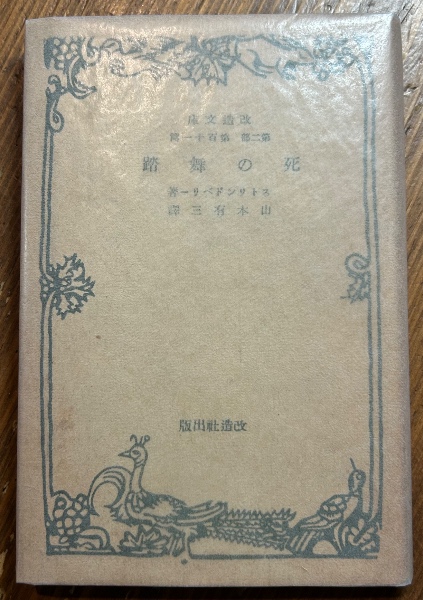 改造文庫
第二部 第百十一篇
死の舞踏
ストリンドベリー著
山本有三譯
改造社出版